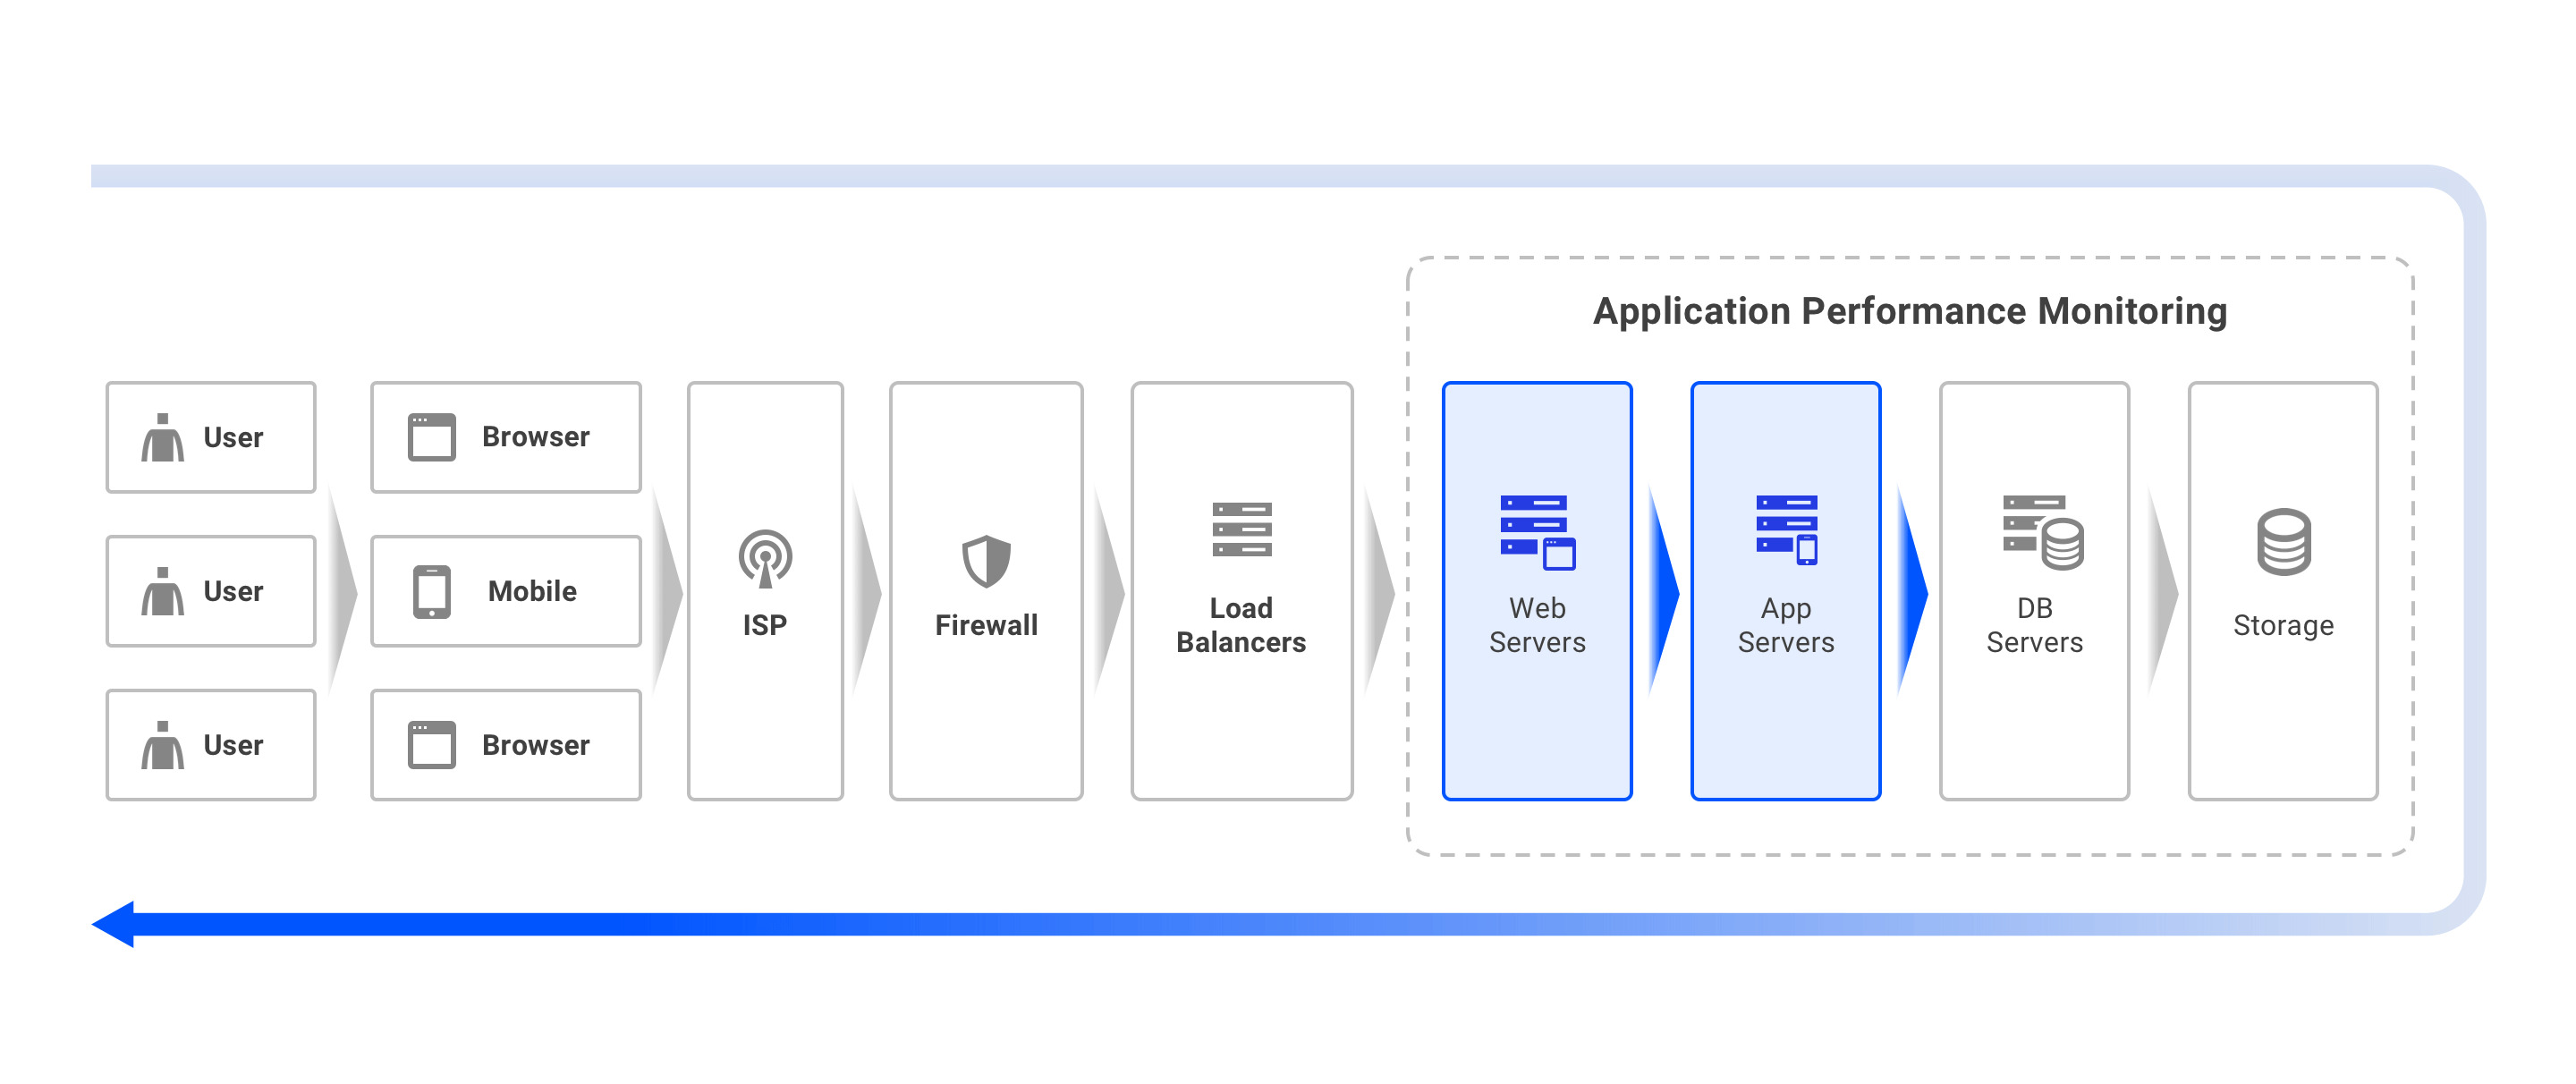 Application Performance Monitoring
User
Browser
User
Mobile
User
Browser
ISP
Firewall
Load
Balancers
Web
Servers
App
Servers
DB
Servers
Storage